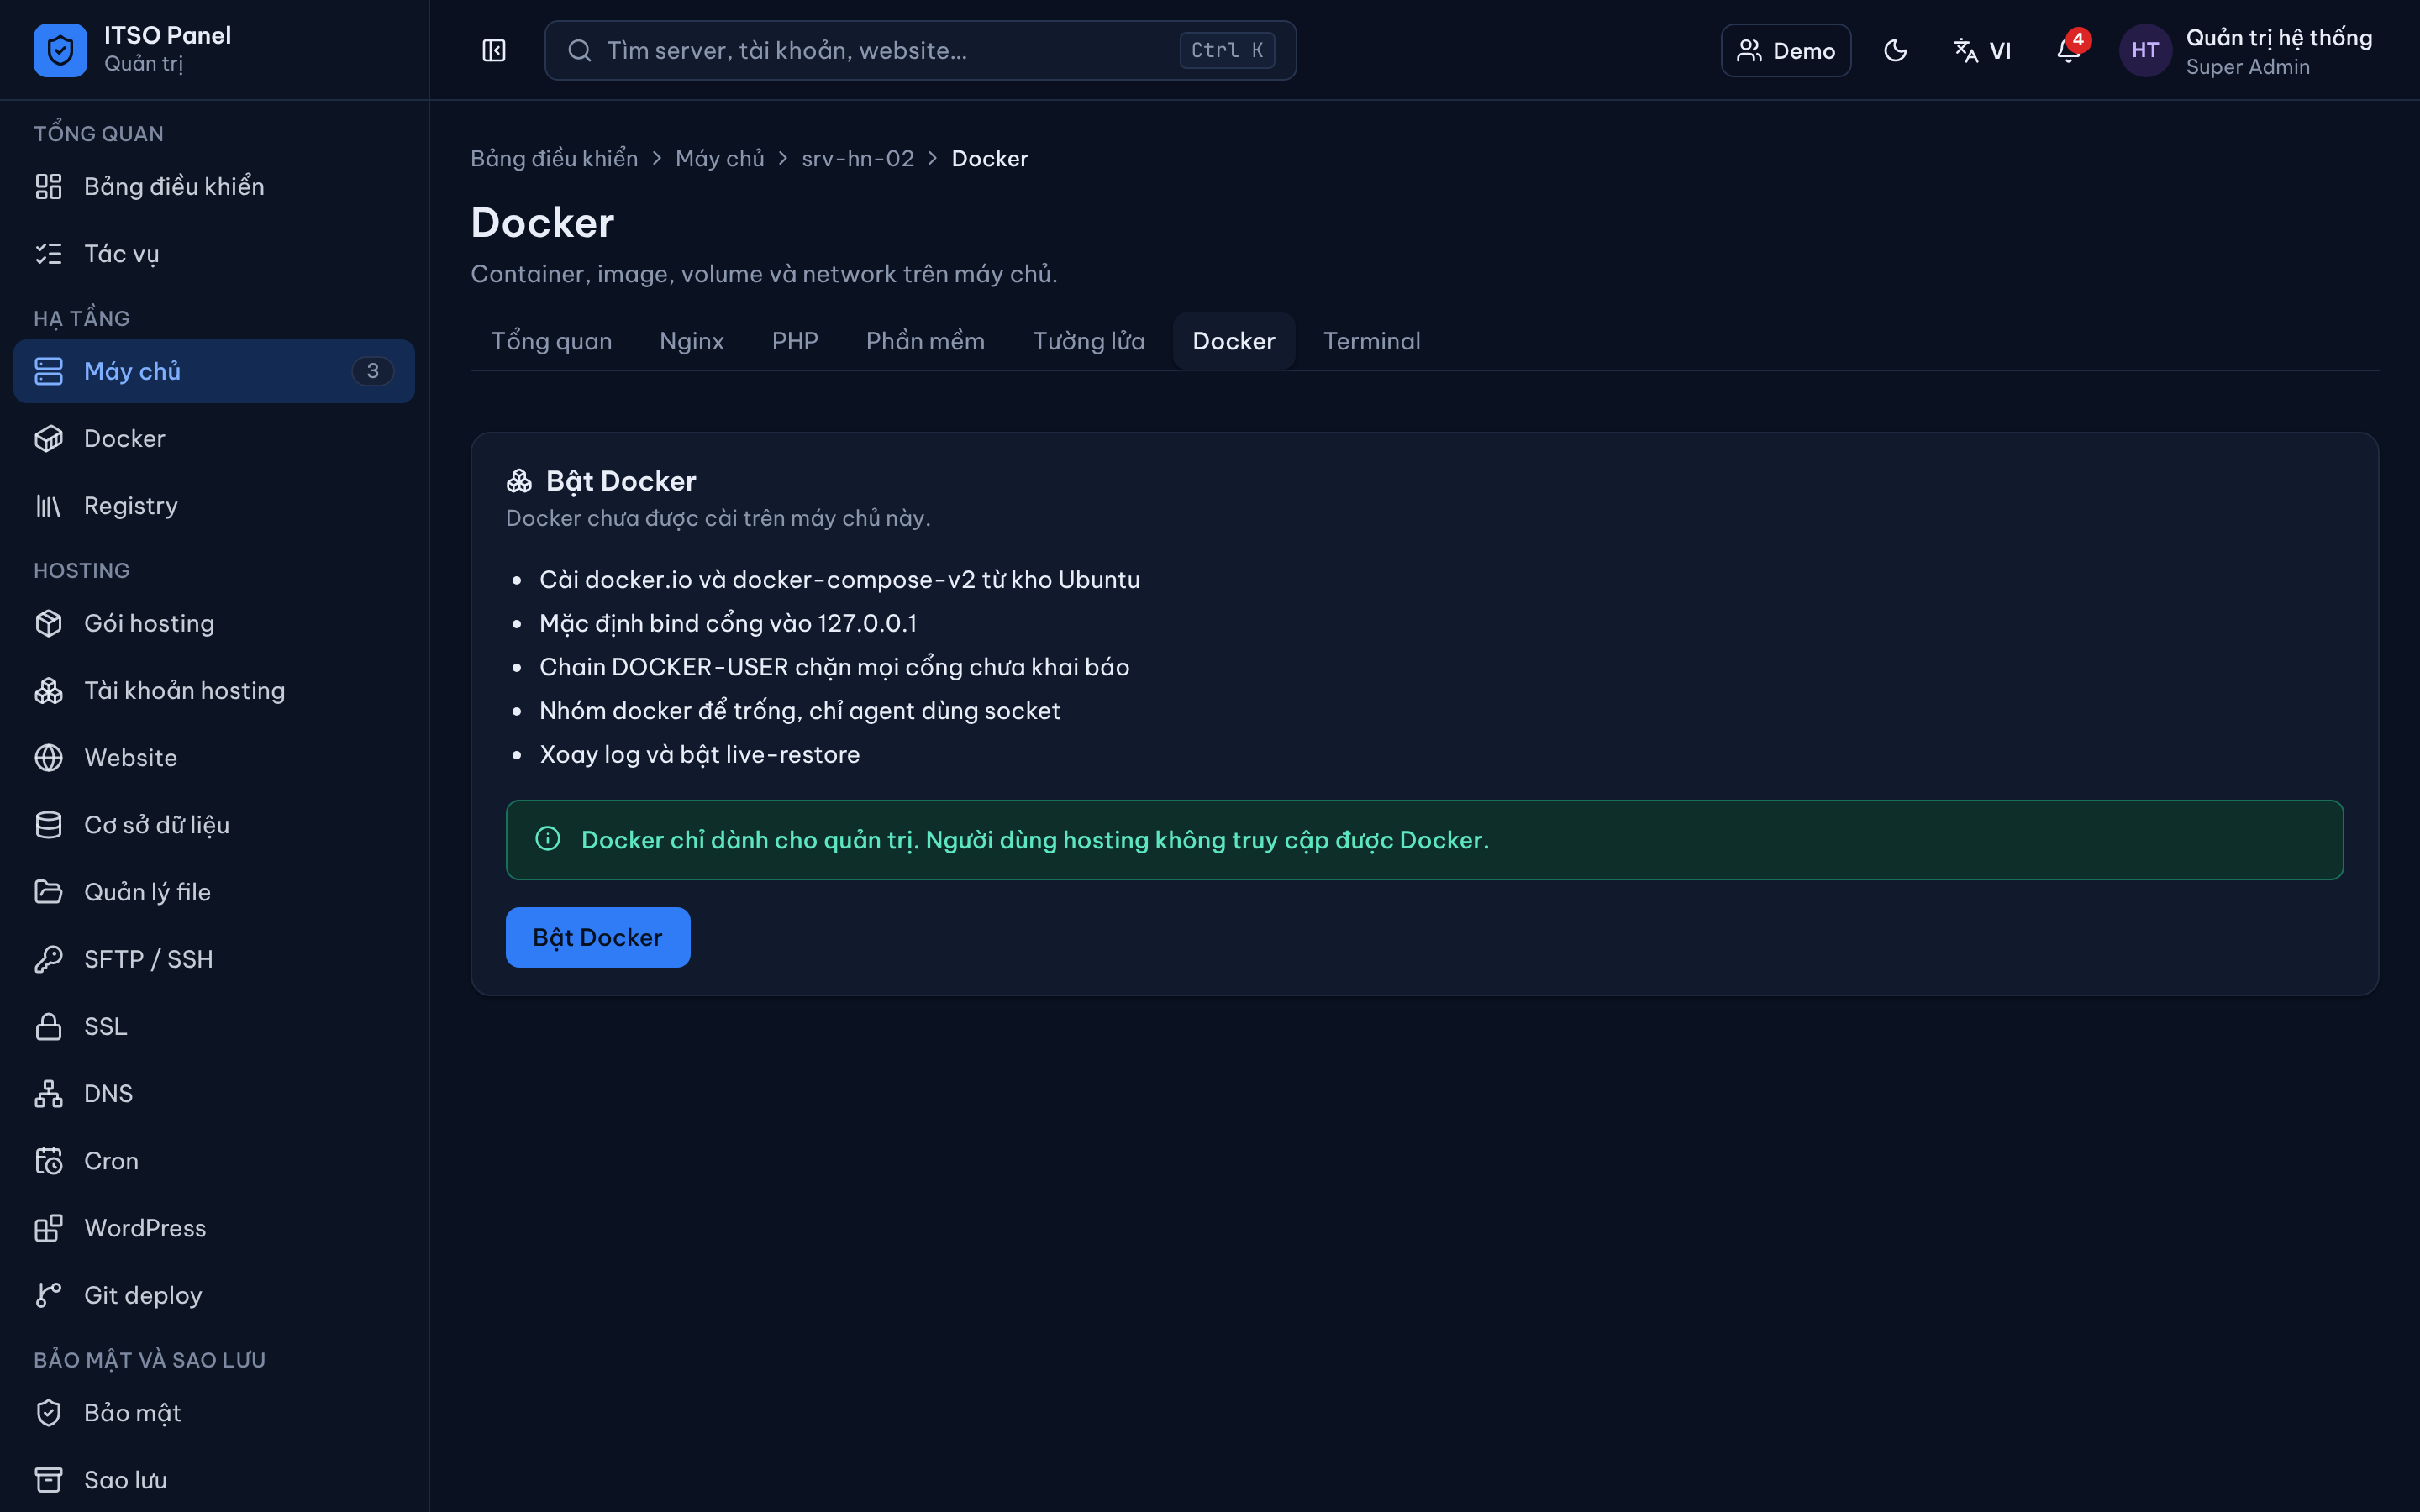 ITSO Panel
Quản trị
Tìm server, tài khoản, website...
Ctrl K
Demo
VI
4
HT
Quản trị hệ thống
Super Admin
TỔNG QUAN
Bảng điều khiển
Tác vụ
HẠ TẦNG
Máy chủ
3
Docker
Registry
HOSTING
Gói hosting
Tài khoản hosting
Website
Cơ sở dữ liệu
Quản lý file
SFTP / SSH
SSL
DNS
Cron
WordPress
Git deploy
BẢO MẬT VÀ SAO LƯU
Bảo mật
Sao lưu
Bảng điều khiển > Máy chủ > srv-hn-02 > Docker
Docker
Container, image, volume và network trên máy chủ.
Tổng quan Nginx PHP Phần mềm Tường lửa Docker Terminal
Bật Docker
Docker chưa được cài trên máy chủ này.
• Cài docker.io và docker-compose-v2 từ kho Ubuntu
• Mặc định bind cổng vào 127.0.0.1
• Chain DOCKER-USER chặn mọi cổng chưa khai báo
• Nhóm docker để trống, chỉ agent dùng socket
• Xoay log và bật live-restore
Docker chỉ dành cho quản trị. Người dùng hosting không truy cập được Docker.
Bật Docker